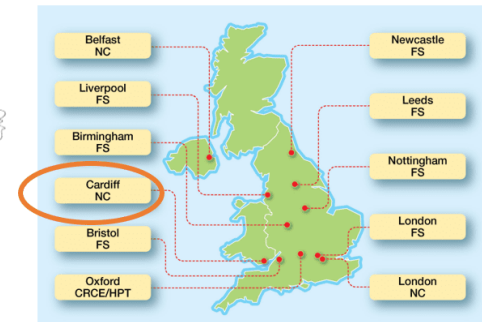 Belfast
NC
Liverpool
FS
Birmingham
FS
Cardiff
NC
Bristol
FS
Oxford
CRCE/HPT
Newcastle
FS
Leeds
FS
Nottingham
FS
London
FS
London
NC